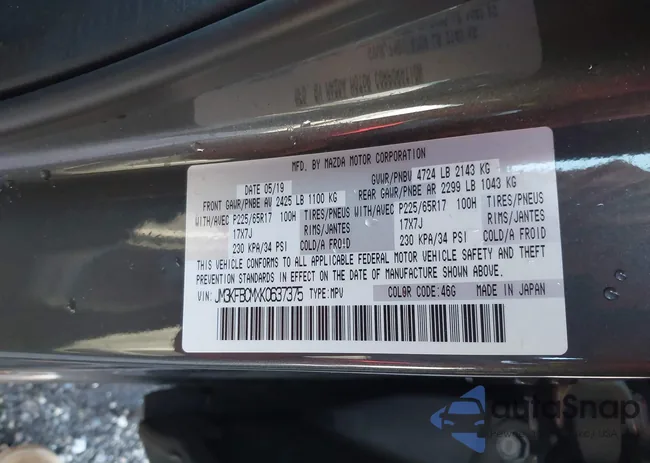 MFD. BY MAZDA MOTOR CORPORATION
DATE 05/19 GVWR/PNBV 4724 LB 2143 KG
FRONT GAWR/PNBE AV 2425 LB 1100 KG REAR GAWR/PNBE AR 2299 LB 1043 KG
WITH/AVEC P225/65R17 100H TIRES/PNEUS WITH/AVEC P225/65R17 100H TIRES/PNEUS
17X7J RIMS/JANTES 17X7J RIMS/JANTES
230 KPA/34 PSI COLD/A FROID 230 KPA/34 PSI COLD/A FROID
THIS VEHICLE CONFORMS TO ALL APPLICABLE FEDERAL MOTOR VEHICLE SAFETY AND THEFT
PREVENTION STANDARDS IN EFFECT ON THE DATE OF MANUFACTURE SHOWN ABOVE.
VIN: JM3KFBCMXK0637375 TYPE: MPV COLOR CODE: 46G MADE IN JAPAN
autoSnap